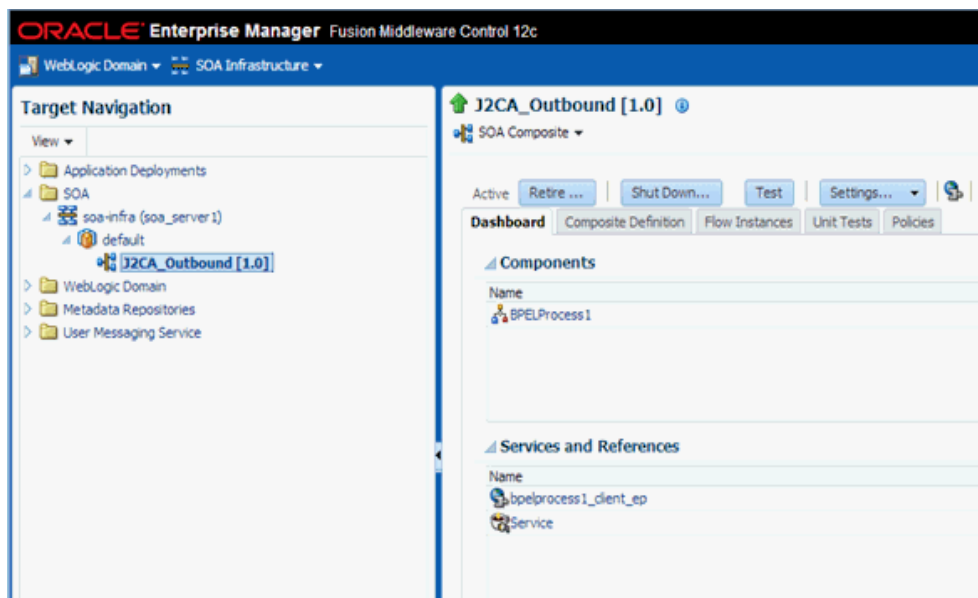 ORACLE Enterprise Manager Fusion Middleware Control 12c
WebLogic Domain SOA Infrastructure
Target Navigation
View
Application Deployments
SOA
soa-infra (soa_server1)
default
J2CA_Outbound [1.0]
WebLogic Domain
Metadata Repositories
User Messaging Service
J2CA_Outbound [1.0]
SOA Composite
Active Retire ... Shut Down... Test Settings...
Dashboard Composite Definition Flow Instances Unit Tests Policies
Components
Name
BPELProcess1
Services and References
Name
bpelprocess1_client_ep
Service